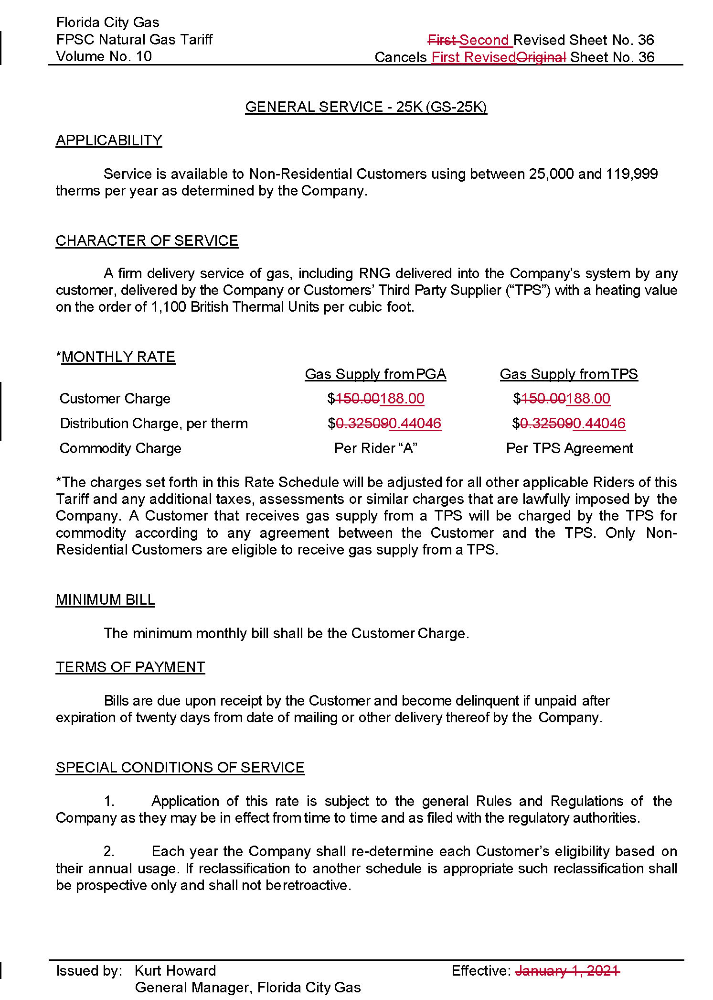 Florida City Gas
FPSC Natural Gas Tariff
First Second Revised Sheet No. 36
Volume No. 10
Cancels First RevisedOriginal Sheet No. 36
GENERAL SERVICE - 25K (GS-25K)
APPLICABILITY
Service is available to Non-Residential Customers using between 25,000 and 119,999
therms per year as determined by the Company.
CHARACTER OF SERVICE
A firm delivery service of gas, including RNG delivered into the Company’s system by any
customer, delivered by the Company or Customers’ Third Party Supplier (“TPS”) with a heating value
on the order of 1,100 British Thermal Units per cubic foot.
*MONTHLY RATE
Gas Supply from PGA Gas Supply from TPS
Customer Charge $150.00188.00 $150.00188.00
Distribution Charge, per therm $0.325090.44046 $0.325090.44046
Commodity Charge Per Rider “A” Per TPS Agreement
*The charges set forth in this Rate Schedule will be adjusted for all other applicable Riders of this
Tariff and any additional taxes, assessments or similar charges that are lawfully imposed by the
Company. A Customer that receives gas supply from a TPS will be charged by the TPS for
commodity according to any agreement between the Customer and the TPS. Only Non-
Residential Customers are eligible to receive gas supply from a TPS.
MINIMUM BILL
The minimum monthly bill shall be the Customer Charge.
TERMS OF PAYMENT
Bills are due upon receipt by the Customer and become delinquent if unpaid after
expiration of twenty days from date of mailing or other delivery thereof by the Company.
SPECIAL CONDITIONS OF SERVICE
1. Application of this rate is subject to the general Rules and Regulations of the
Company as they may be in effect from time to time and as filed with the regulatory authorities.
2. Each year the Company shall re-determine each Customer’s eligibility based on
their annual usage. If reclassification to another schedule is appropriate such reclassification shall
be prospective only and shall not be retroactive.
Issued by: Kurt Howard Effective: January 1, 2021
General Manager, Florida City Gas